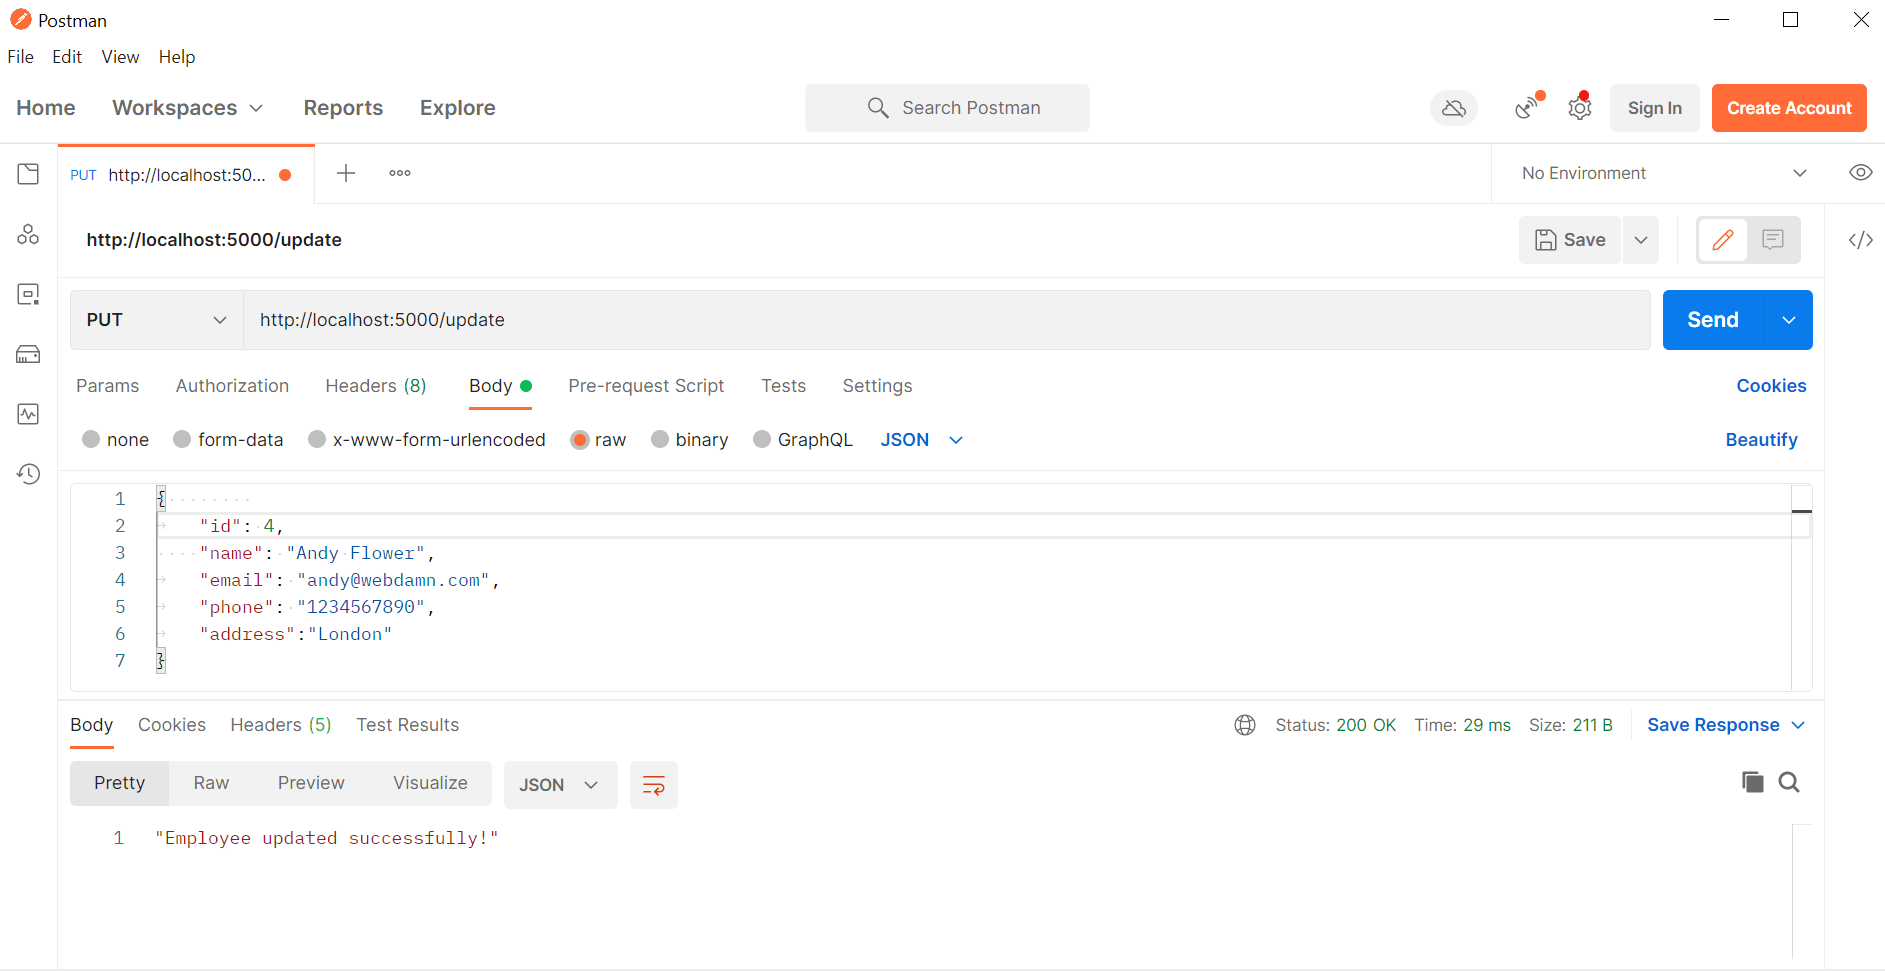 Postman
File Edit View Help
Home Workspaces Reports Explore Search Postman Sign In Create Account
PUT http://localhost:50... No Environment
http://localhost:5000/update Save
PUT http://localhost:5000/update Send
Params Authorization Headers (8) Body Pre-request Script Tests Settings Cookies
none form-data x-www-form-urlencoded raw binary GraphQL JSON Beautify
1 {
2 "id": 4,
3 "name": "Andy Flower",
4 "email": "andy@webdamn.com",
5 "phone": "1234567890",
6 "address":"London"
7 }
Body Cookies Headers (5) Test Results Status: 200 OK Time: 29 ms Size: 211 B Save Response
Pretty Raw Preview Visualize JSON
1 "Employee updated successfully!"